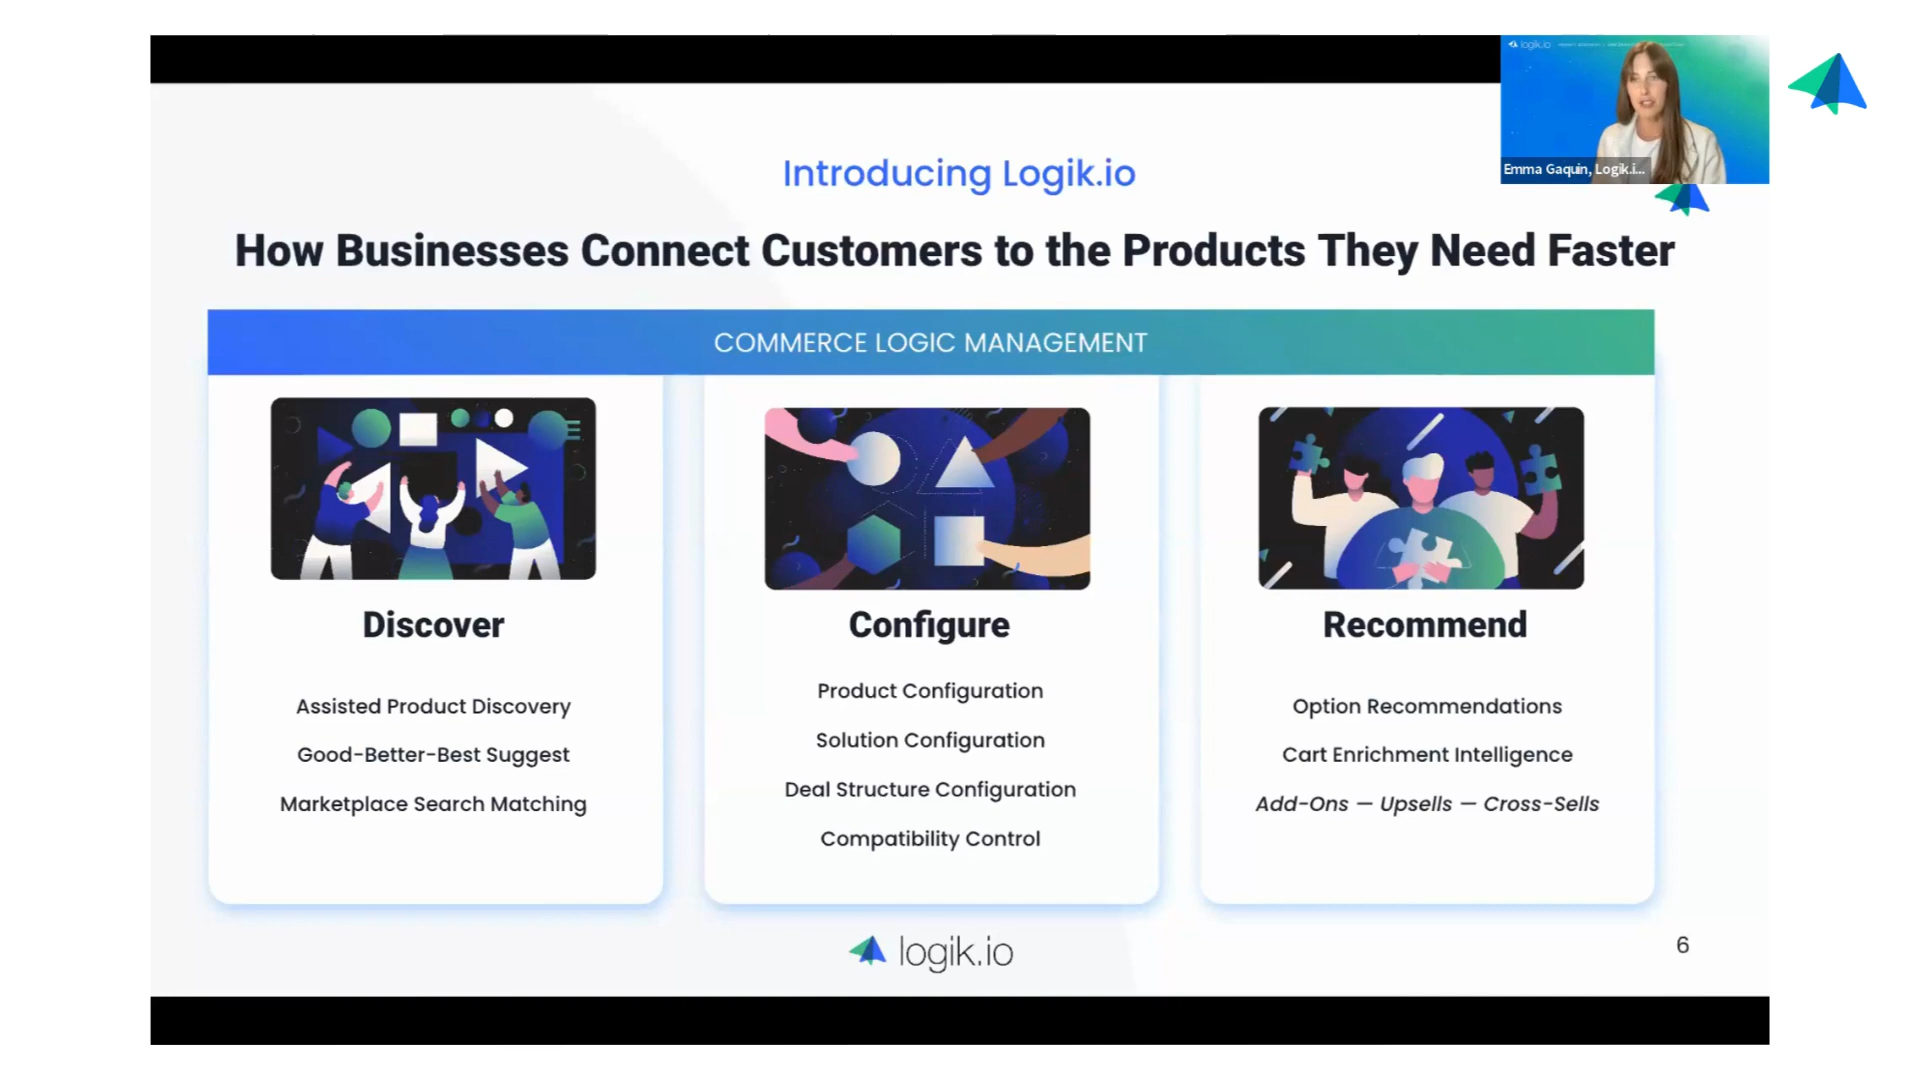 logik.io
Emma Gaquin, Logik.i...
Introducing Logik.io
How Businesses Connect Customers to the Products They Need Faster
COMMERCE LOGIC MANAGEMENT
Discover
Assisted Product Discovery
Good-Better-Best Suggest
Marketplace Search Matching
Configure
Product Configuration
Solution Configuration
Deal Structure Configuration
Compatibility Control
Recommend
Option Recommendations
Cart Enrichment Intelligence
Add-Ons — Upsells — Cross-Sells
logik.io
6